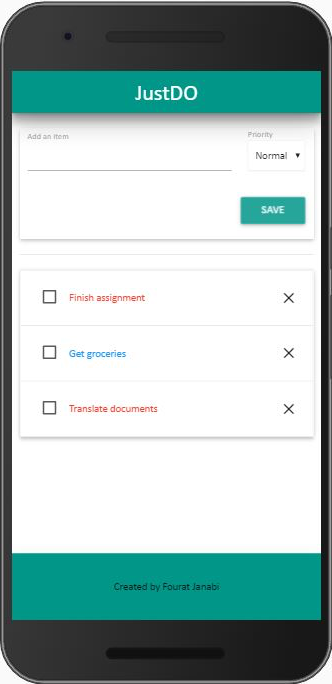 JustDO
Add an item
Priority
Normal
SAVE
Finish assignment
Get groceries
Translate documents
Created by Fourat Janabi